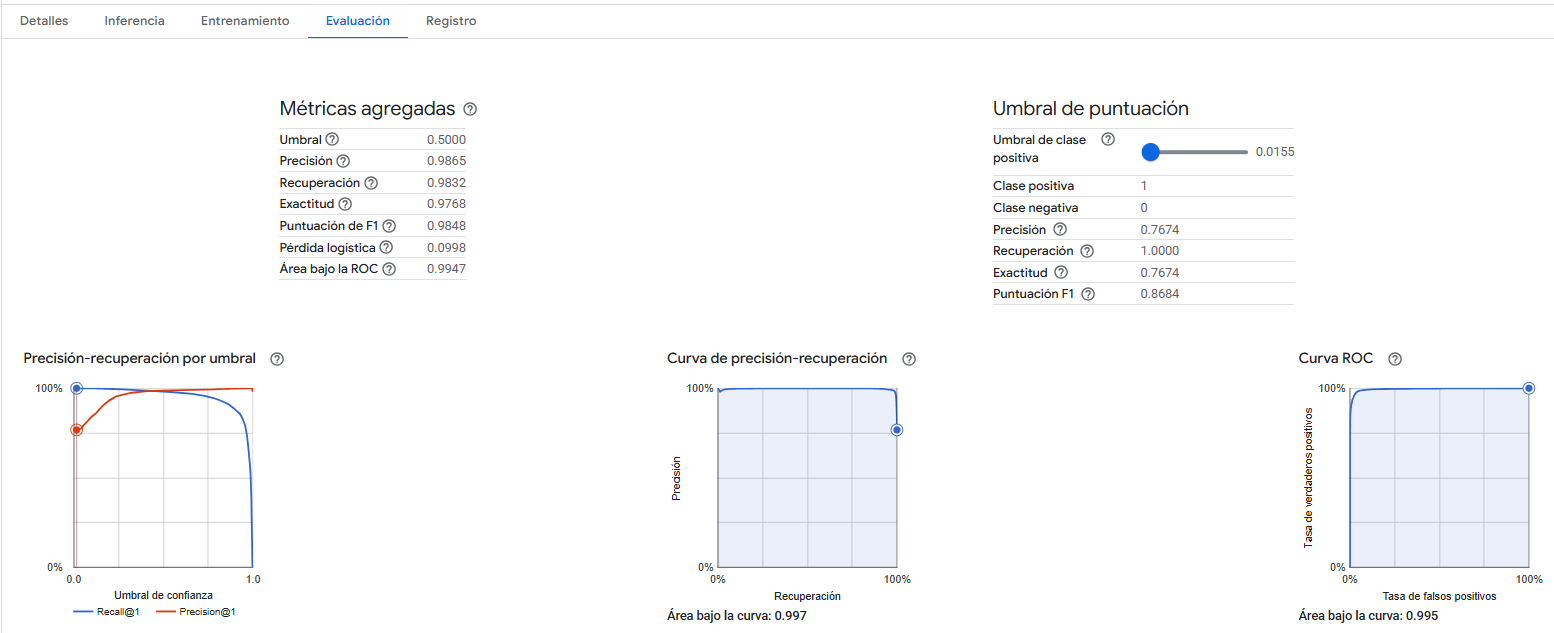 Detalles Inferencia Entrenamiento Evaluación Registro
Métricas agregadas
Umbral 0.5000
Precisión 0.9865
Recuperación 0.9832
Exactitud 0.9768
Puntuación de F1 0.9848
Pérdida logística 0.0998
Área bajo la ROC 0.9947
Umbral de puntuación
Umbral de clase positiva 0.0155
Clase positiva 1
Clase negativa 0
Precisión 0.7674
Recuperación 1.0000
Exactitud 0.7674
Puntuación F1 0.8684
Precisión-recuperación por umbral
100%
0%
0.0 1.0
Umbral de confianza
Recall@1 Precision@1
Curva de precisión-recuperación
100%
Precisión
0%
0% 100%
Recuperación
Área bajo la curva: 0.997
Curva ROC
100%
Tasa de verdaderos positivos
0%
0% 100%
Tasa de falsos positivos
Área bajo la curva: 0.995